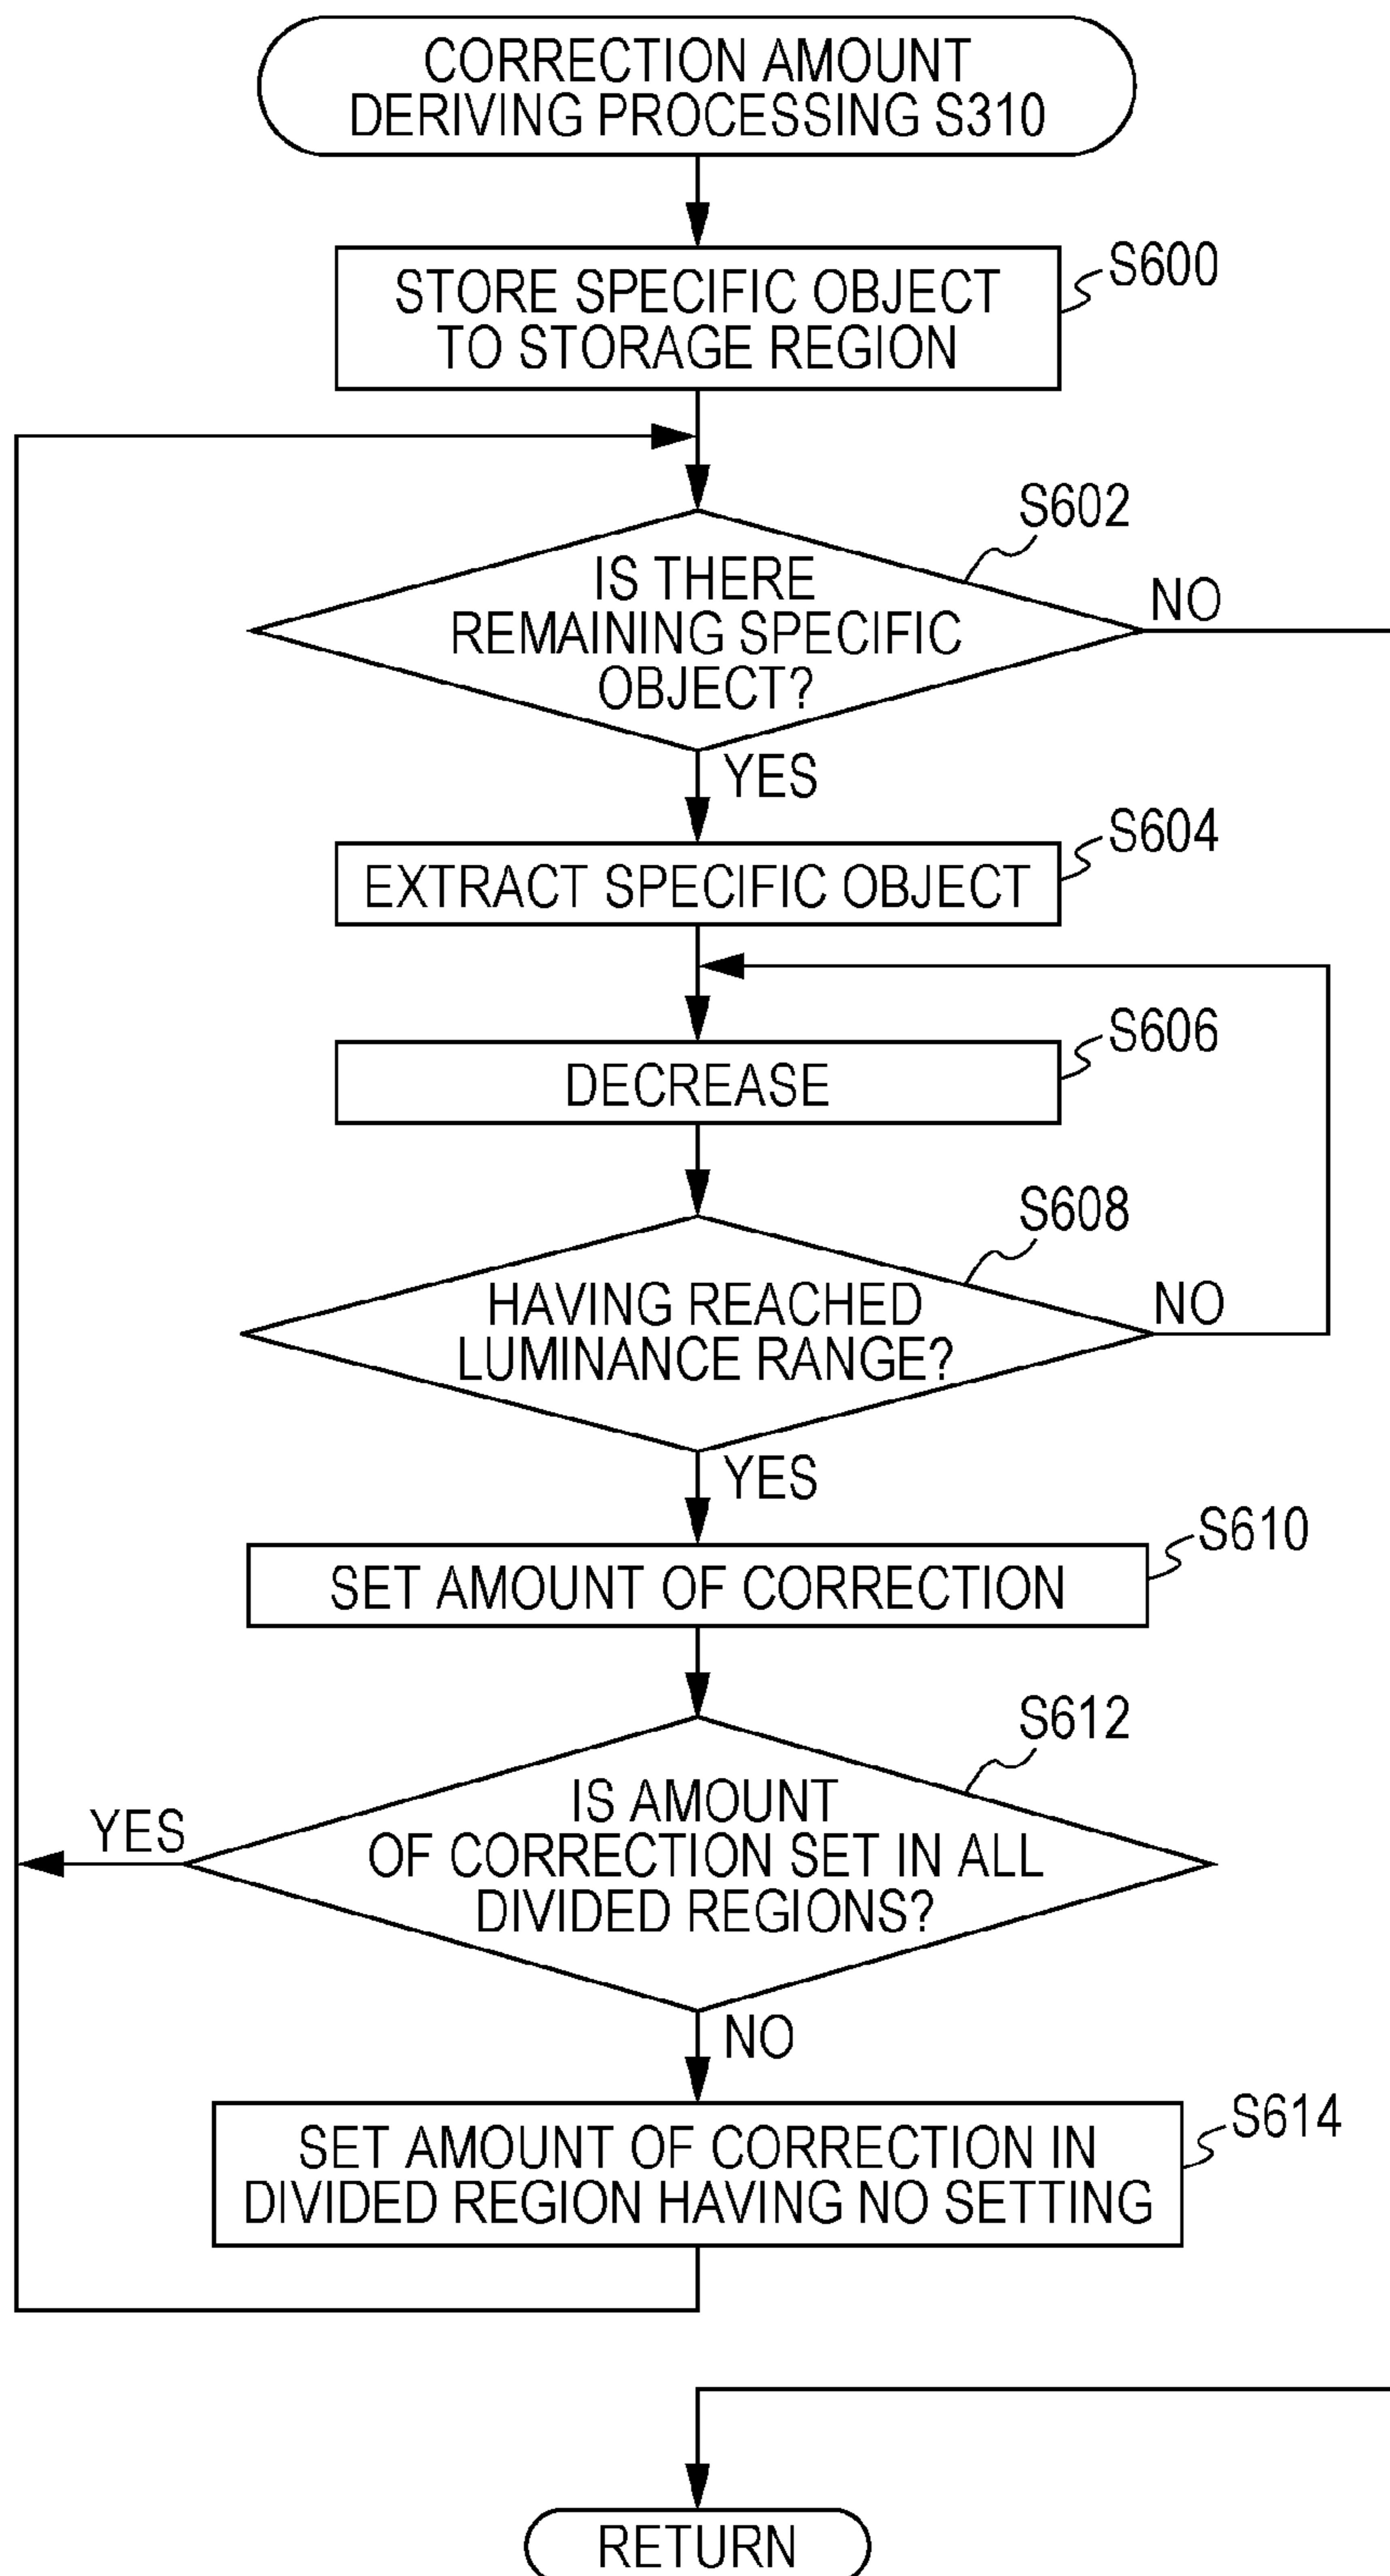 CORRECTION AMOUNT
DERIVING PROCESSING S310
S600
STORE SPECIFIC OBJECT
TO STORAGE REGION
S602
IS THERE
REMAINING SPECIFIC
OBJECT?
NO
YES
S604
EXTRACT SPECIFIC OBJECT
S606
DECREASE
S608
HAVING REACHED
LUMINANCE RANGE?
NO
YES
S610
SET AMOUNT OF CORRECTION
S612
IS AMOUNT
OF CORRECTION SET IN ALL
DIVIDED REGIONS?
YES
NO
S614
SET AMOUNT OF CORRECTION IN
DIVIDED REGION HAVING NO SETTING
RETURN